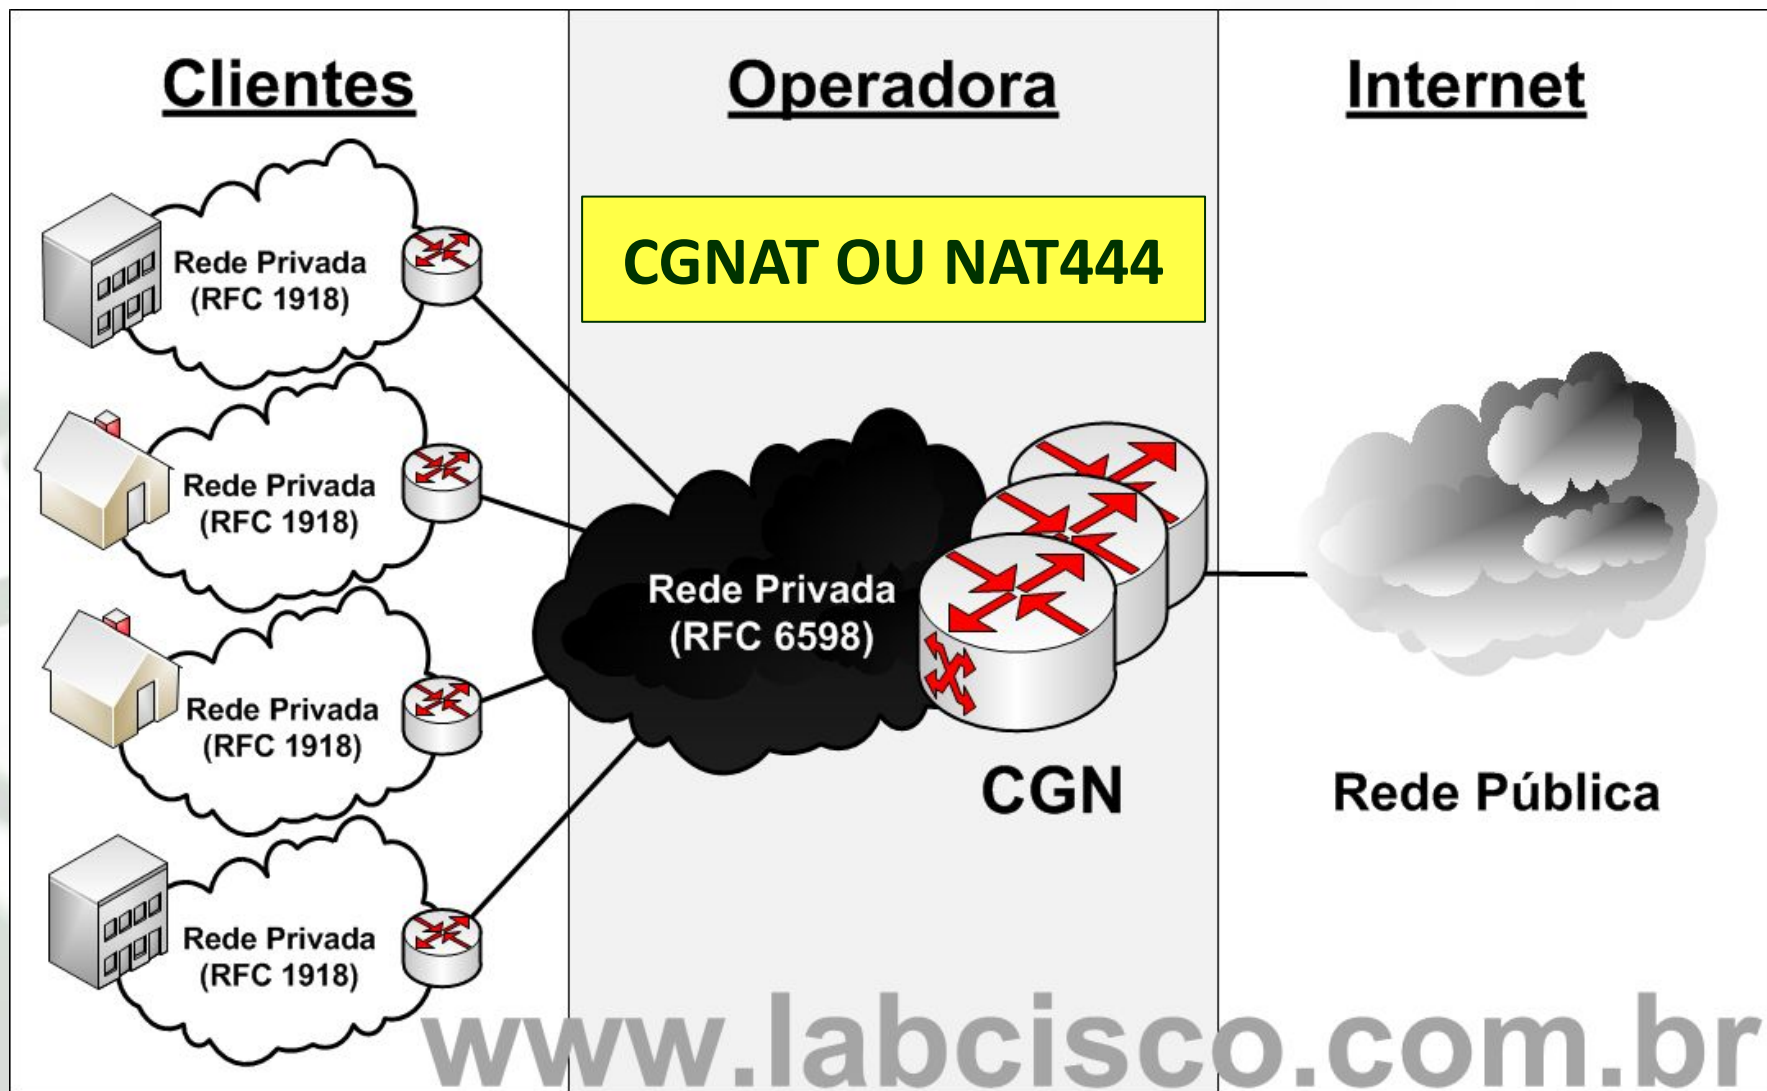 Clientes
Operadora
Internet
CGNAT OU NAT444
Rede Privada
(RFC 1918)
Rede Privada
(RFC 1918)
Rede Privada
(RFC 1918)
Rede Privada
(RFC 1918)
Rede Privada
(RFC 6598)
CGN
Rede Pública
www.labcisco.com.br